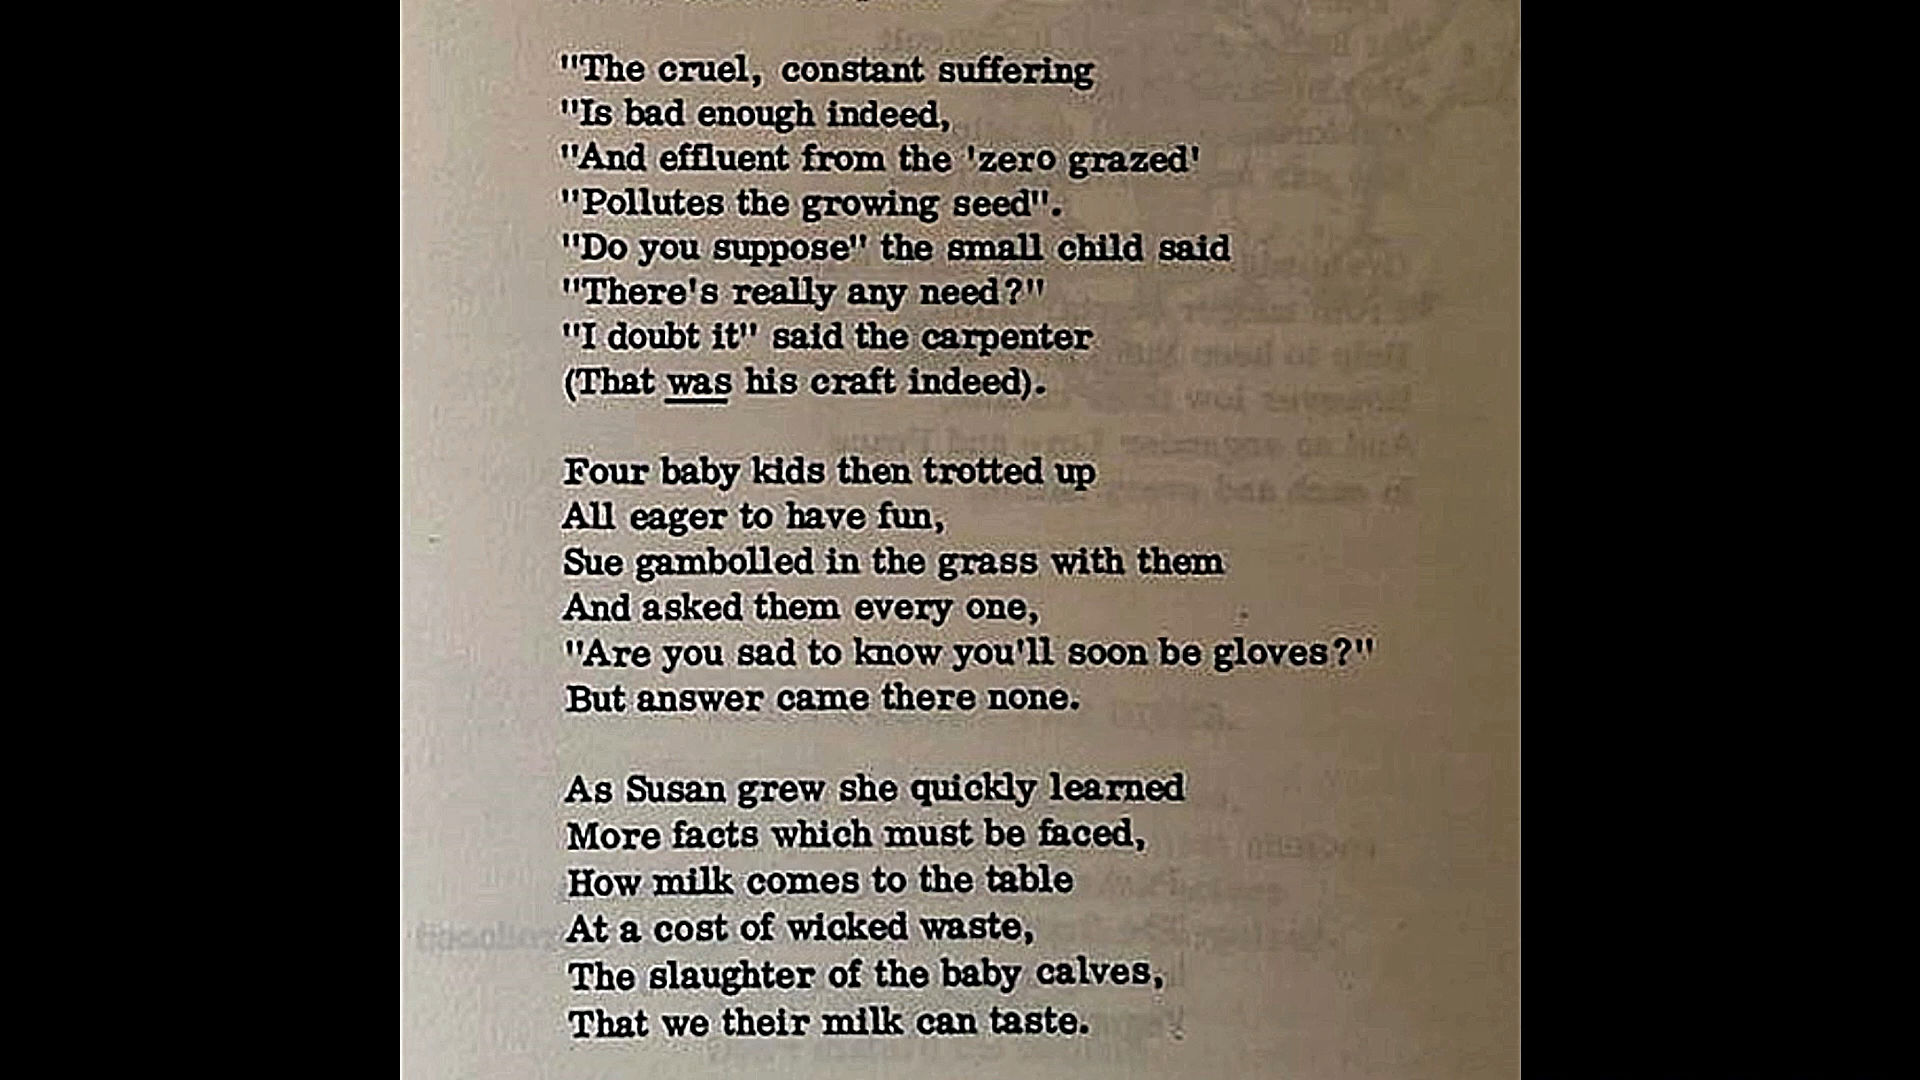 "The cruel, constant suffering
"Is bad enough indeed,
"And effluent from the 'zero grazed'
"Pollutes the growing seed".
"Do you suppose" the small child said
"There's really any need?"
"I doubt it" said the carpenter
(That was his craft indeed).
Four baby kids then trotted up
All eager to have fun,
Sue gambolled in the grass with them
And asked them every one,
"Are you sad to know you'll soon be gloves?"
But answer came there none.
As Susan grew she quickly learned
More facts which must be faced,
How milk comes to the table
At a cost of wicked waste,
The slaughter of the baby calves,
That we their milk can taste.